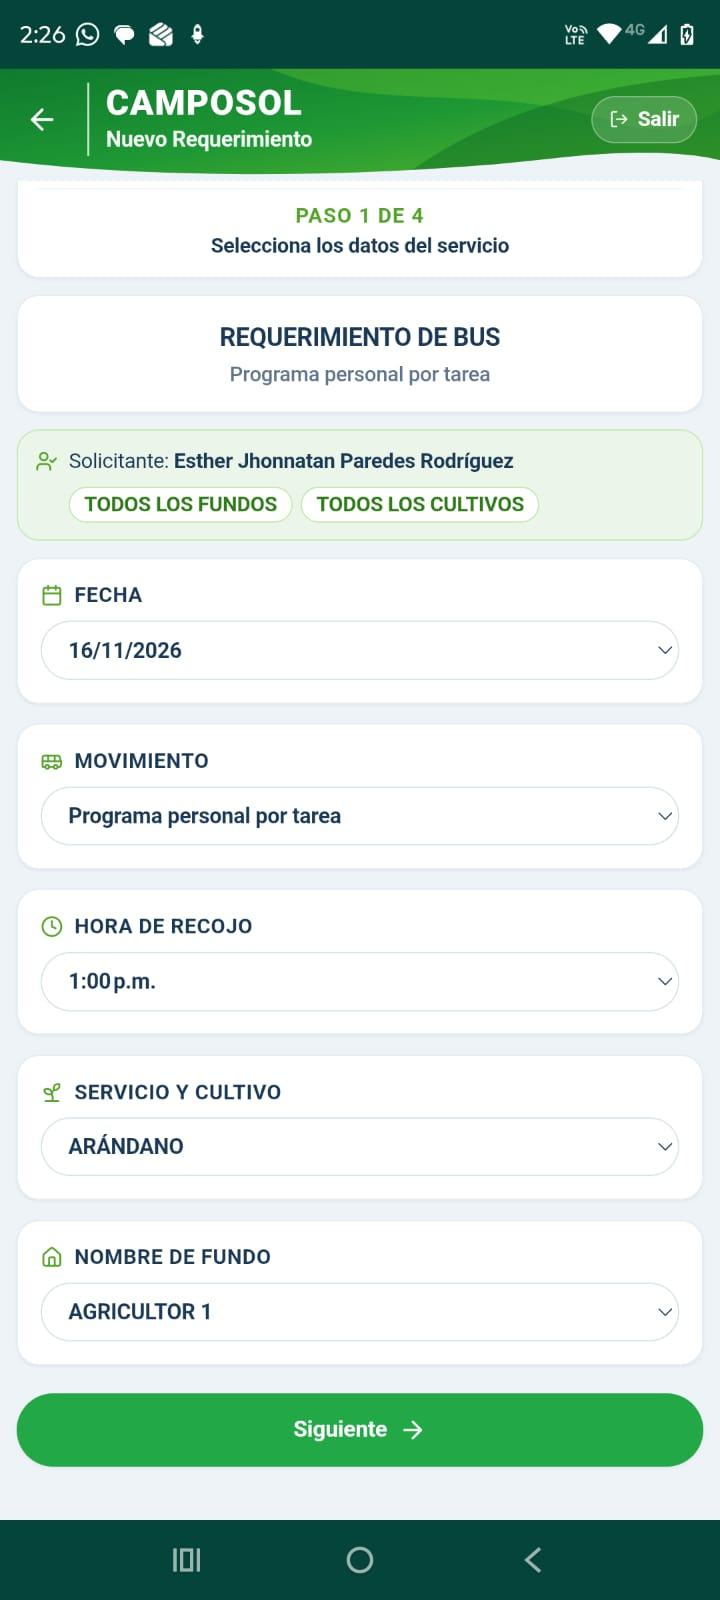 2:26
VoLTE 4G
CAMPOSOL
Nuevo Requerimiento
Salir
PASO 1 DE 4
Selecciona los datos del servicio
REQUERIMIENTO DE BUS
Programa personal por tarea
Solicitante: Esther Jhonnatan Paredes Rodríguez
TODOS LOS FUNDOS TODOS LOS CULTIVOS
FECHA
16/11/2026
MOVIMIENTO
Programa personal por tarea
HORA DE RECOJO
1:00 p.m.
SERVICIO Y CULTIVO
ARÁNDANO
NOMBRE DE FUNDO
AGRICULTOR 1
Siguiente